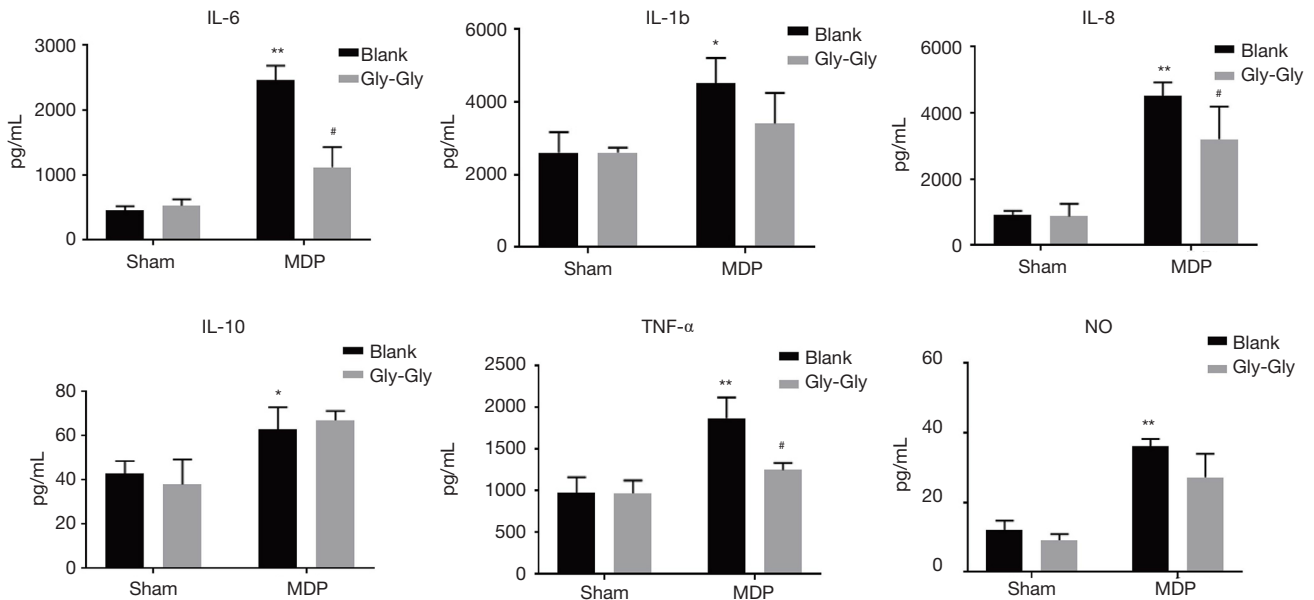 IL-6
3000
2000
1000
0
pg/mL
**
#
Blank
Gly-Gly
Sham
MDP
IL-1b
6000
4000
2000
0
pg/mL
*
Blank
Gly-Gly
Sham
MDP
IL-8
6000
4000
2000
0
pg/mL
**
#
Blank
Gly-Gly
Sham
MDP
IL-10
80
60
40
20
0
pg/mL
*
Blank
Gly-Gly
Sham
MDP
TNF-α
2500
2000
1500
1000
500
0
pg/mL
**
#
Blank
Gly-Gly
Sham
MDP
NO
60
40
20
0
pg/mL
**
Blank
Gly-Gly
Sham
MDP